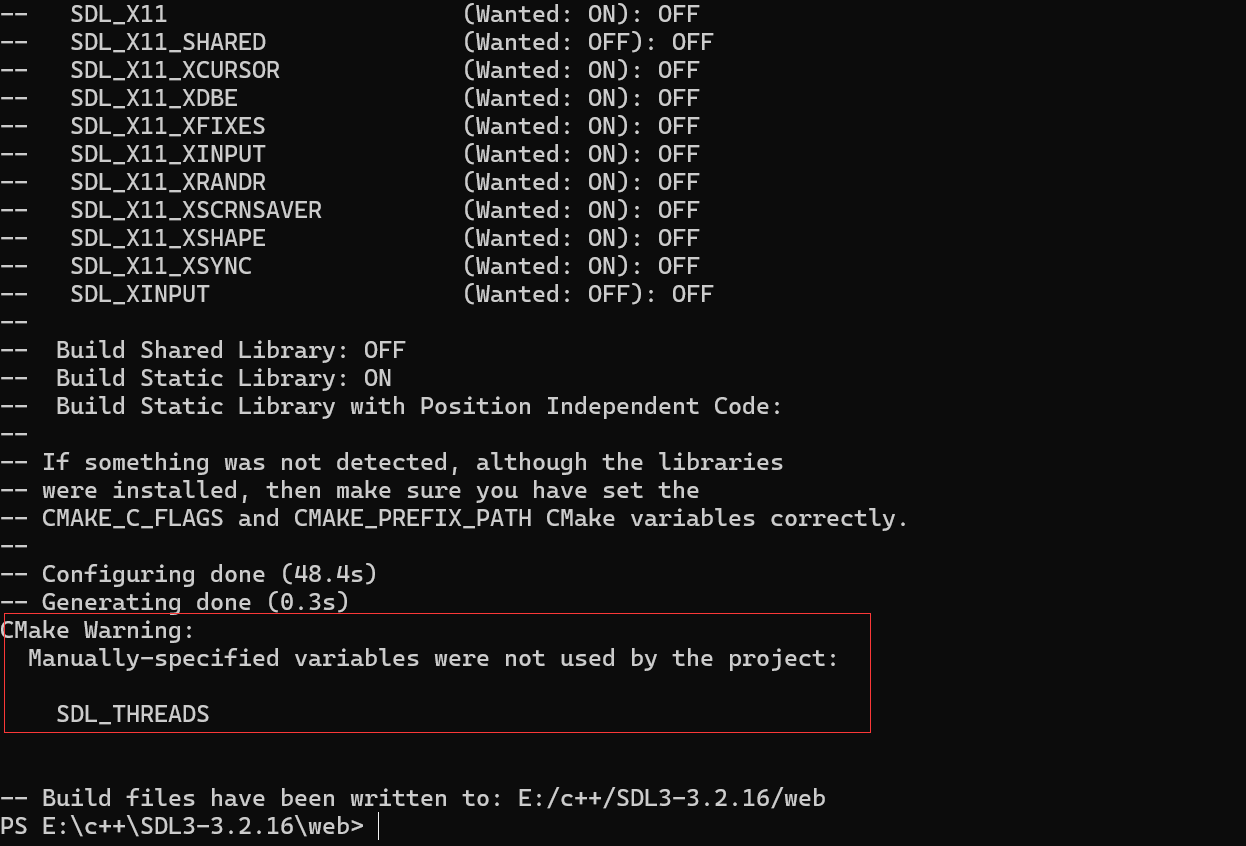 --   SDL_X11                     (Wanted: ON): OFF
--   SDL_X11_SHARED              (Wanted: OFF): OFF
--   SDL_X11_XCURSOR             (Wanted: ON): OFF
--   SDL_X11_XDBE                (Wanted: ON): OFF
--   SDL_X11_XFIXES              (Wanted: ON): OFF
--   SDL_X11_XINPUT              (Wanted: ON): OFF
--   SDL_X11_XRANDR              (Wanted: ON): OFF
--   SDL_X11_XSCRNSAVER          (Wanted: ON): OFF
--   SDL_X11_XSHAPE              (Wanted: ON): OFF
--   SDL_X11_XSYNC               (Wanted: ON): OFF
--   SDL_XINPUT                  (Wanted: OFF): OFF
--
--  Build Shared Library: OFF
--  Build Static Library: ON
--  Build Static Library with Position Independent Code:
--
-- If something was not detected, although the libraries
-- were installed, then make sure you have set the
-- CMAKE_C_FLAGS and CMAKE_PREFIX_PATH CMake variables correctly.
--
-- Configuring done (48.4s)
-- Generating done (0.3s)
CMake Warning:
  Manually-specified variables were not used by the project:
    SDL_THREADS
-- Build files have been written to: E:/c++/SDL3-3.2.16/web
PS E:\c++\SDL3-3.2.16\web>